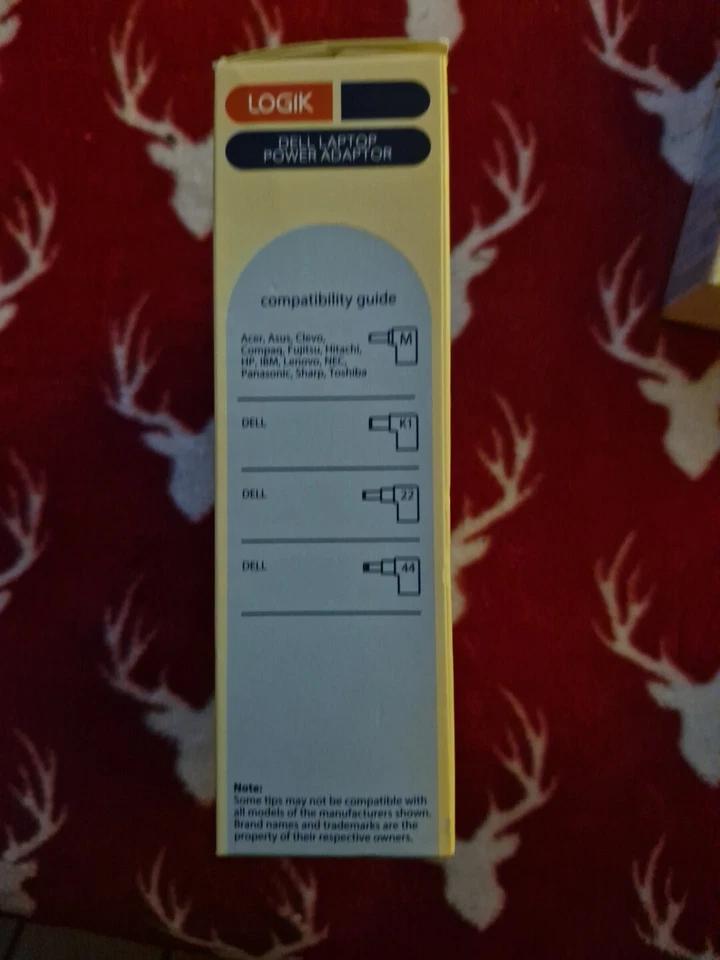 LOGiK
DELL LAPTOP
POWER ADAPTOR
compatibility guide
Acer, Asus, Clevo,
Compaq, Fujitsu, Hitachi,
HP, IBM, Lenovo, NEC,
Panasonic, Sharp, Toshiba
M
DELL
K1
DELL
22
DELL
44
Note:
Some tips may not be compatible with
all models of the manufacturers shown.
Brand names and trademarks are the
property of their respective owners.